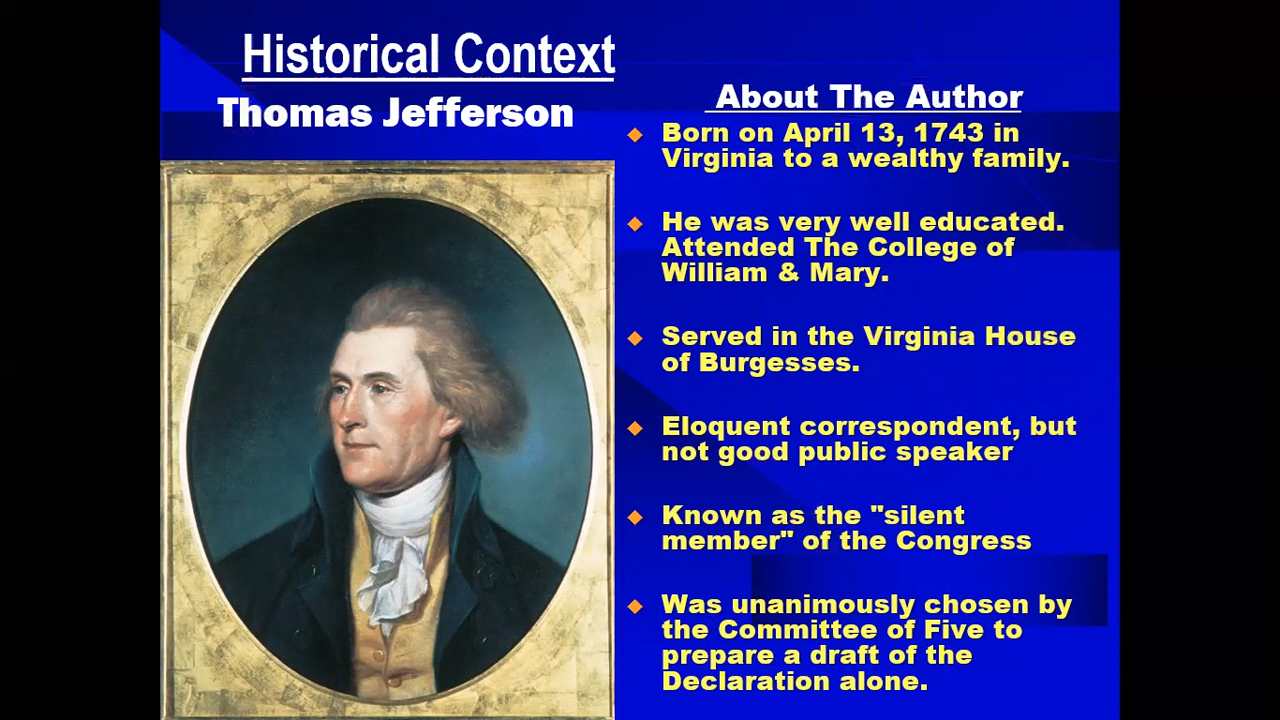 Historical Context
Thomas Jefferson
About The Author
Born on April 13, 1743 in
Virginia to a wealthy family.
He was very well educated.
Attended The College of
William & Mary.
Served in the Virginia House
of Burgesses.
Eloquent correspondent, but
not good public speaker
Known as the "silent
member" of the Congress
Was unanimously chosen by
the Committee of Five to
prepare a draft of the
Declaration alone.